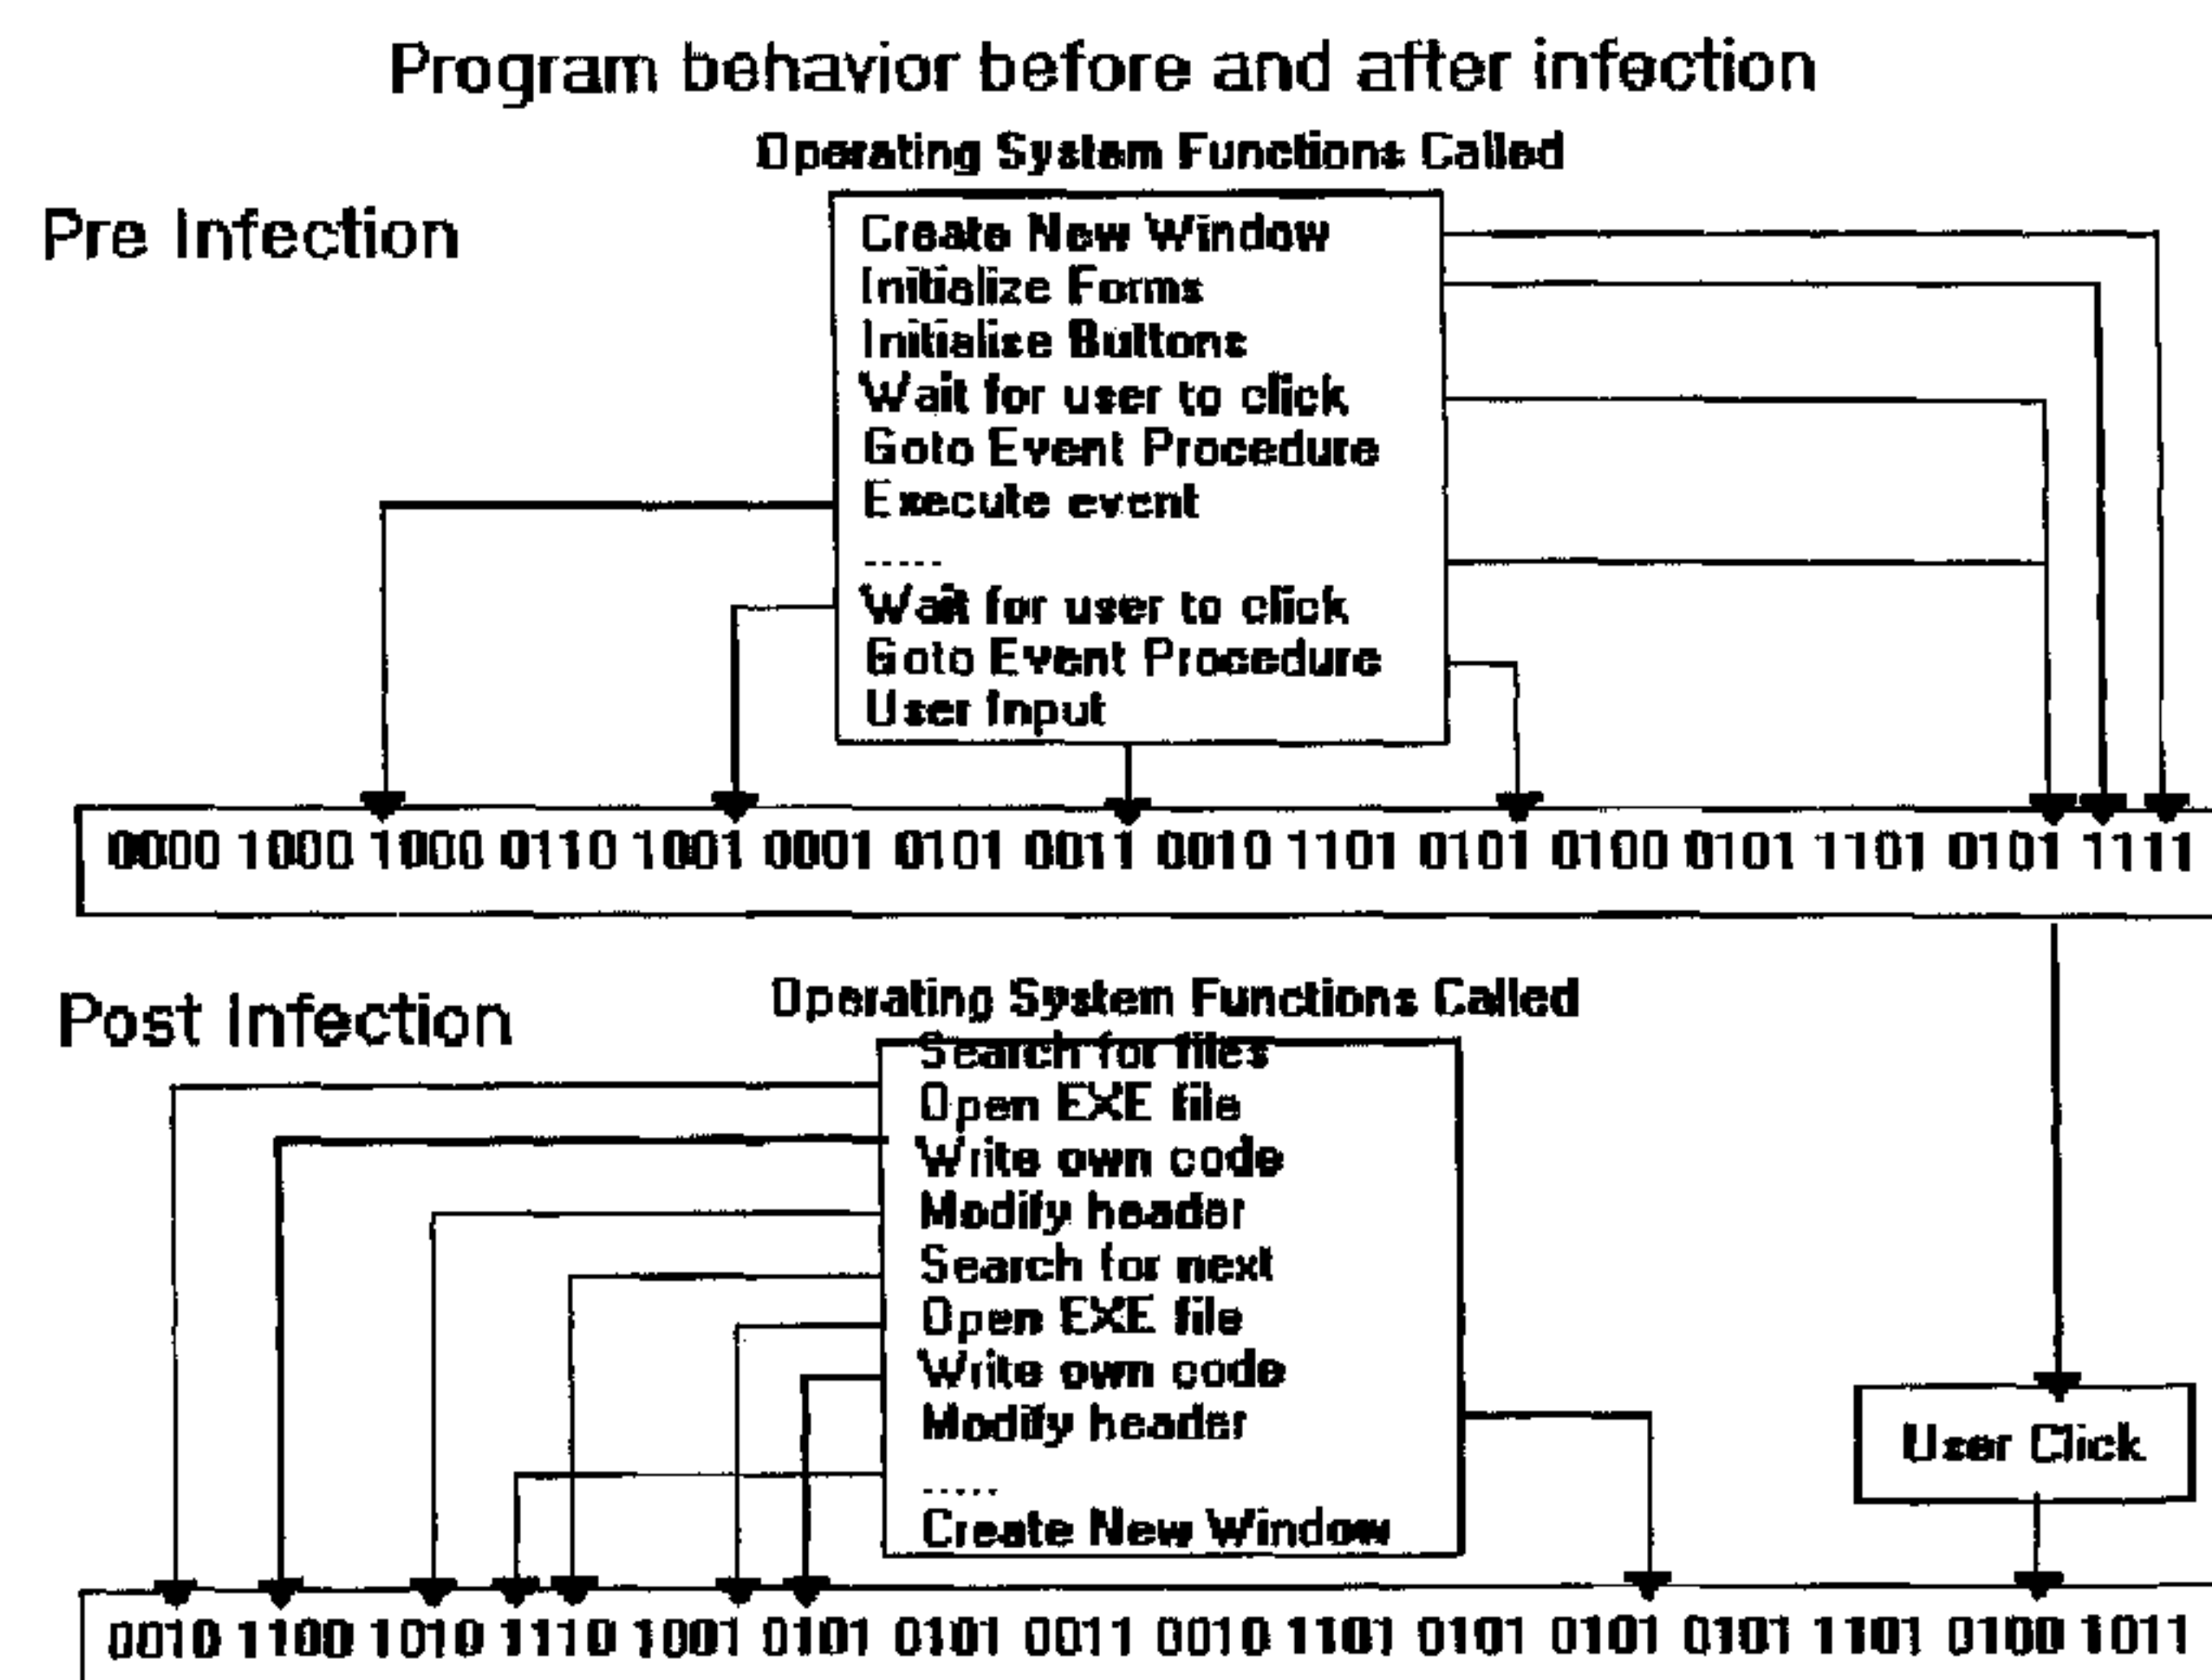 Program behavior before and after infection
Operating System Functions Called
Pre Infection
Create New Window
Initialize Forms
Initialise Buttons
Wait for user to click
Goto Event Procedure
Execute event
-----
Wait for user to click
Goto Event Procedure
User Input
0000 1000 1000 0110 1001 0001 0101 0011 0010 1101 0101 0100 0101 1101 0101 1111
Post Infection
Operating System Functions Called
Search for files
Open EXE file
Write own code
Modify header
Search for next
Open EXE file
Write own code
Modify header
-----
Create New Window
User Click
0010 1100 1010 1110 1001 0101 0101 0011 0010 1101 0101 0101 0101 1101 0100 1011